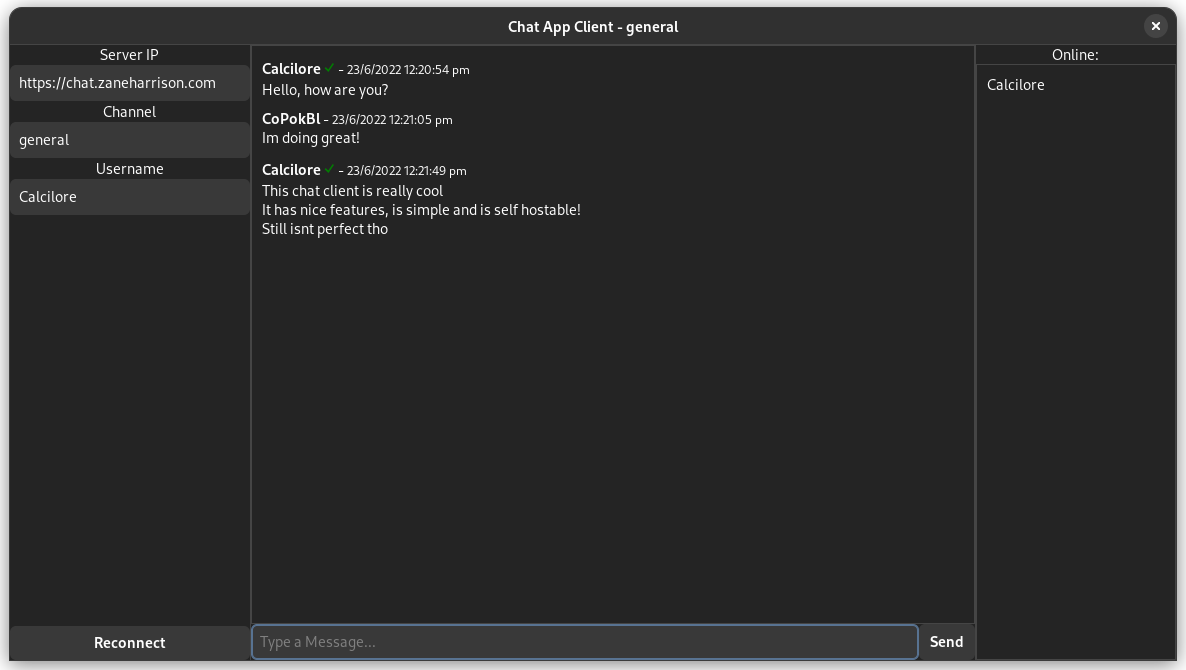 Chat App Client - general
Server IP
https://chat.zaneharrison.com
Channel
general
Username
Calcilore
Reconnect
Calcilore ✓ - 23/6/2022 12:20:54 pm
Hello, how are you?
CoPokBl - 23/6/2022 12:21:05 pm
Im doing great!
Calcilore ✓ - 23/6/2022 12:21:49 pm
This chat client is really cool
It has nice features, is simple and is self hostable!
Still isnt perfect tho
Type a Message...
Send
Online:
Calcilore